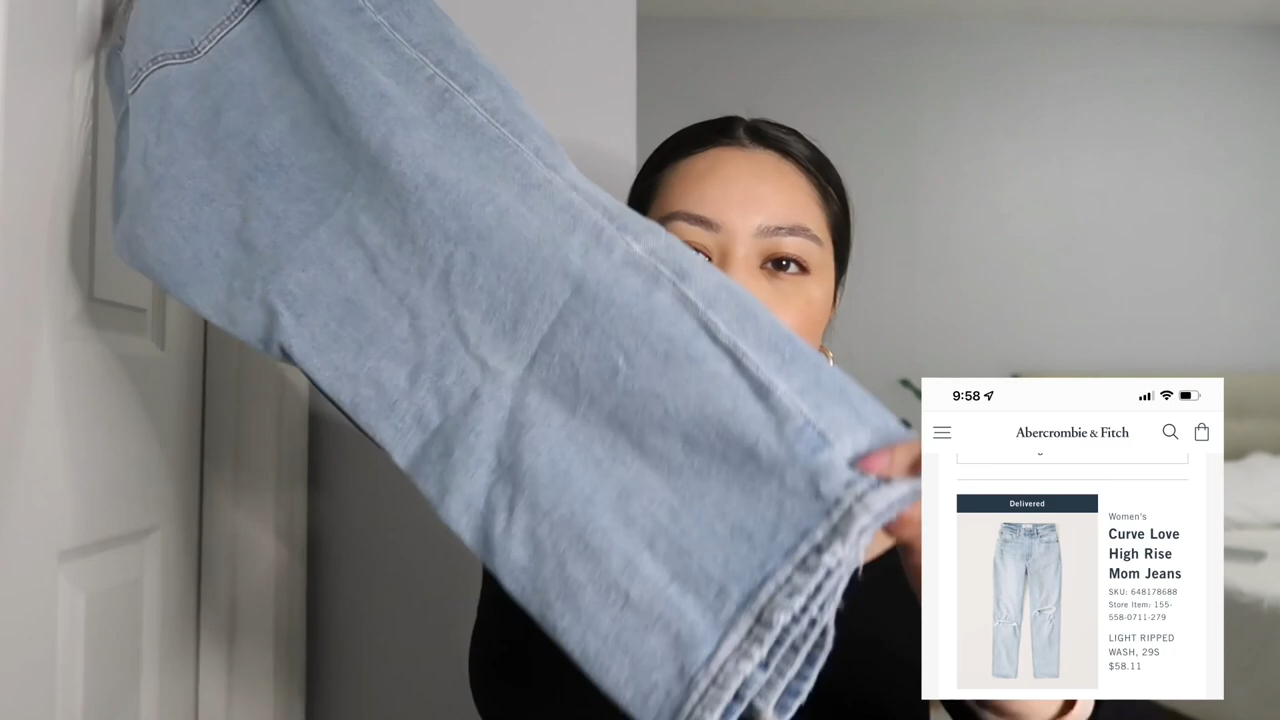 9:58
Abercrombie & Fitch
Delivered
Women's
Curve Love
High Rise
Mom Jeans
SKU: 648178688
Store Item: 155-
558-0711-279
LIGHT RIPPED
WASH, 29S
$58.11